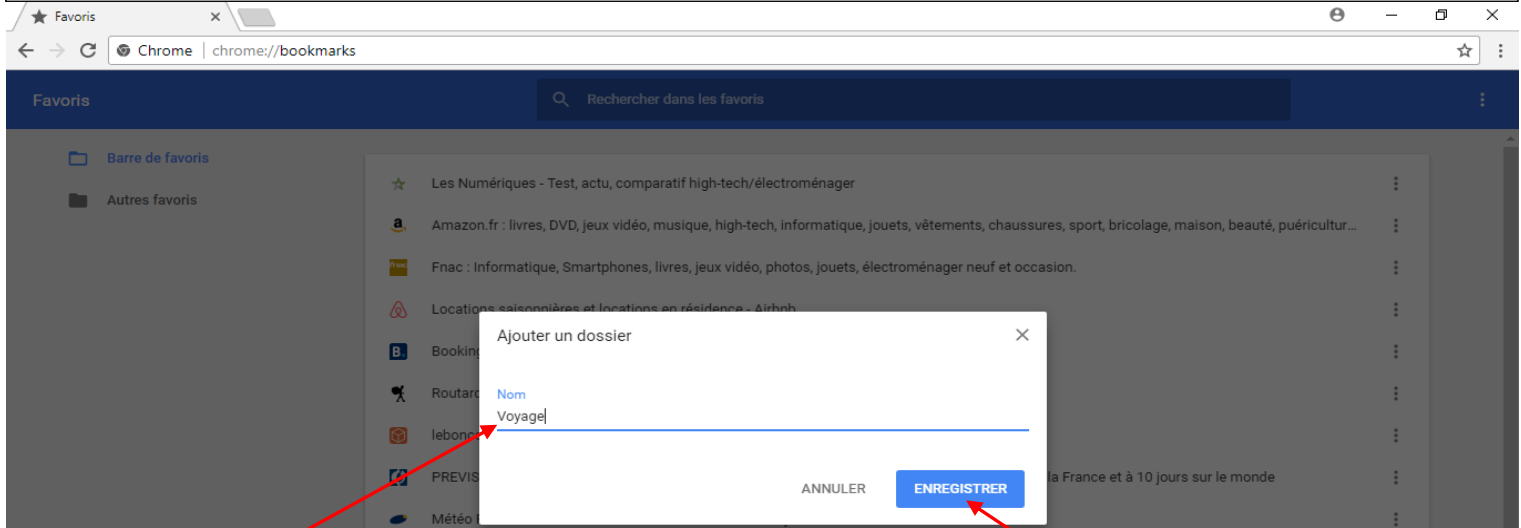 Favoris
Chrome | chrome://bookmarks
Favoris
Rechercher dans les favoris
Barre de favoris
Autres favoris
Les Numériques - Test, actu, comparatif high-tech/électroménager
Amazon.fr : livres, DVD, jeux vidéo, musique, high-tech, informatique, jouets, vêtements, chaussures, sport, bricolage, maison, beauté, puéricultur...
Fnac : Informatique, Smartphones, livres, jeux vidéo, photos, jouets, électroménager neuf et occasion.
Locations saisonnières et locations en résidence - Airbnb
Ajouter un dossier
Booking
Routard
Nom
Voyage
lebonc
PREVIS
la France et à 10 jours sur le monde
ANNULER
ENREGISTRER
Météo